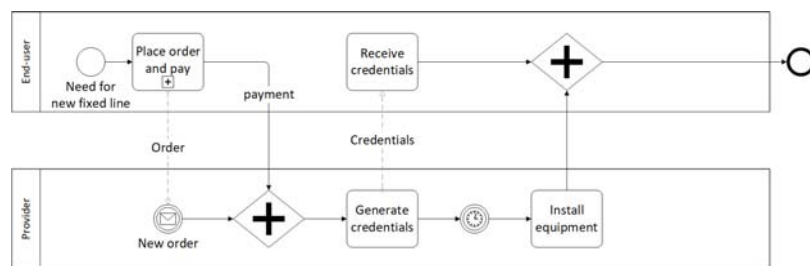 End-user
Place order
and pay
Need for
new fixed line
payment
Receive
credentials
Order
Credentials
Provider
New order
Generate
credentials
Install
equipment